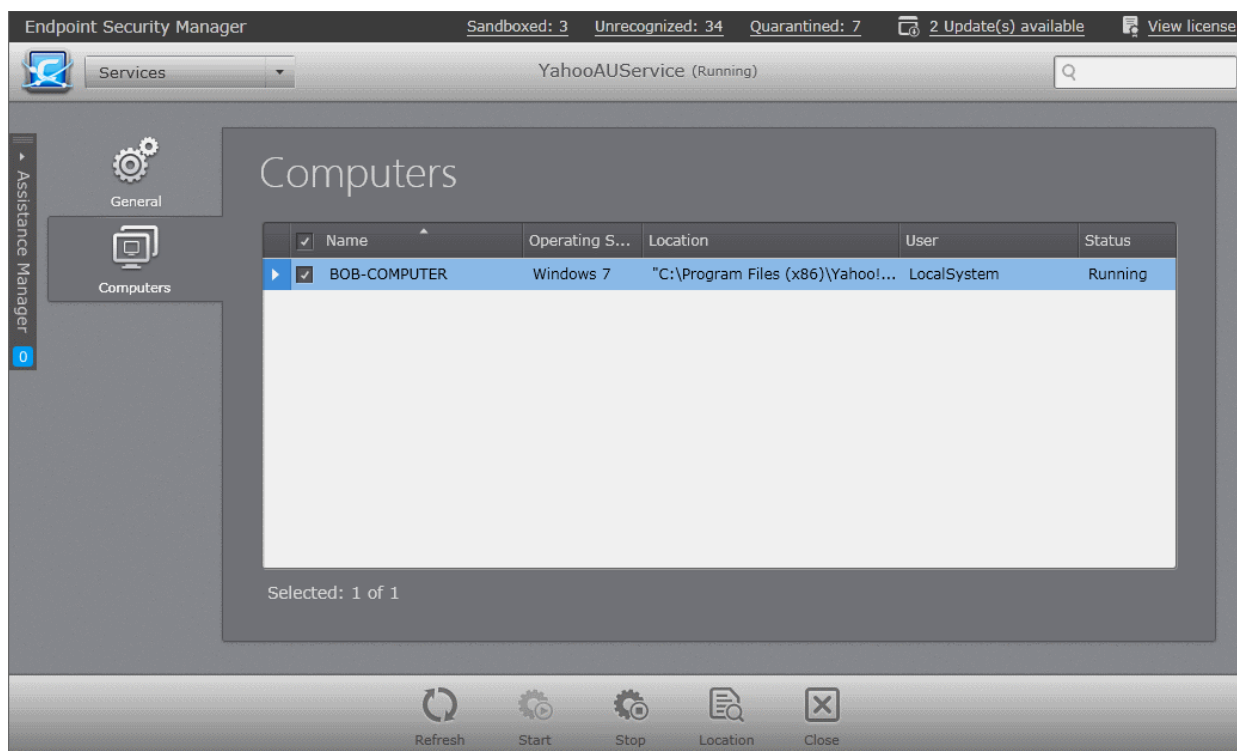 Endpoint Security Manager Sandboxed: 3 Unrecognized: 34 Quarantined: 7 2 Update(s) available View license
Services YahooAUService (Running)
Assistance Manager
0
General
Computers
Computers
Name Operating S... Location User Status
BOB-COMPUTER Windows 7 "C:\Program Files (x86)\Yahoo!... LocalSystem Running
Selected: 1 of 1
Refresh Start Stop Location Close